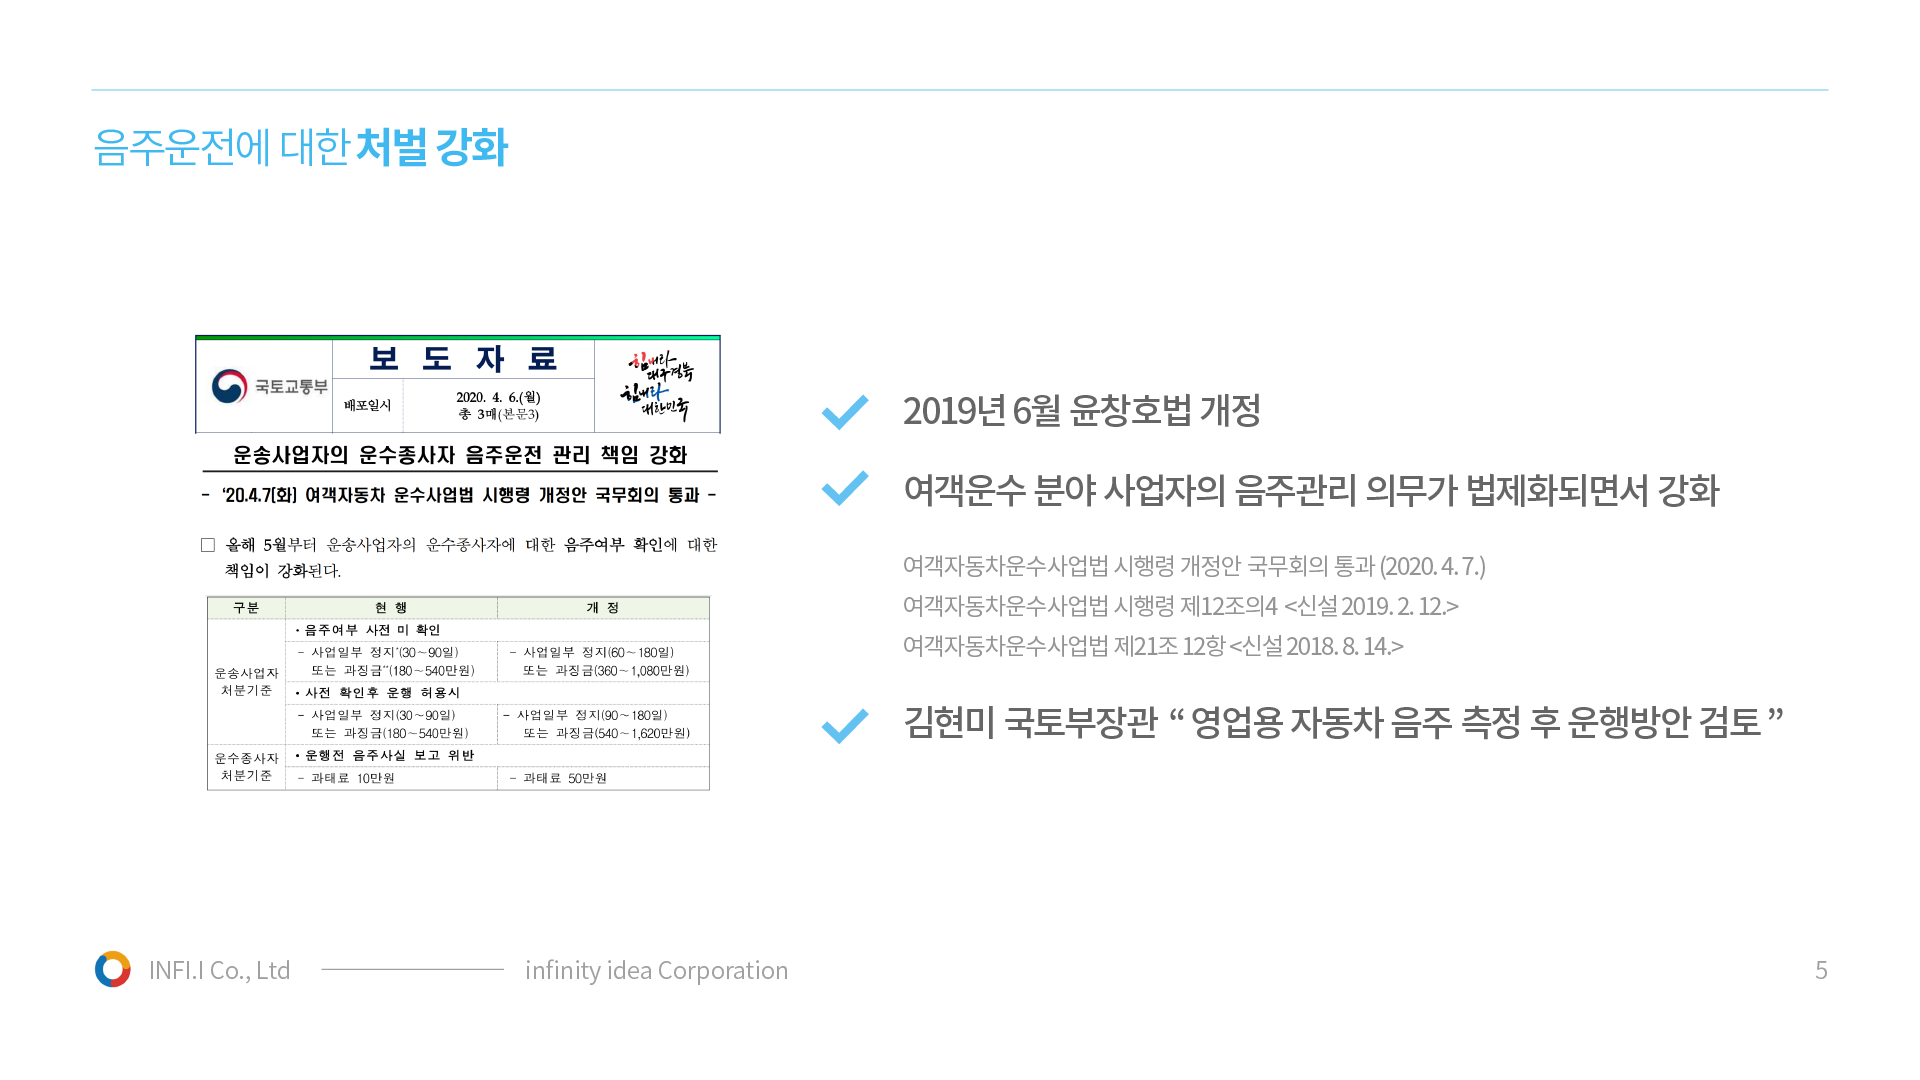 음주운전에 대한 처벌 강화
국토교통부
보 도 자 료
배포일시
2020. 4. 6.(월)
총 3매(본문3)
힘내라
대구경북
힘내라
대한민국
운송사업자의 운수종사자 음주운전 관리 책임 강화
- ‘20.4.7[화] 여객자동차 운수사업법 시행령 개정안 국무회의 통과 -
□ 올해 5월부터 운송사업자의 운수종사자에 대한 음주여부 확인에 대한
책임이 강화된다.
구분 현 행 개 정
운송사업자
처분기준
· 음주여부 사전 미 확인
- 사업일부 정지*(30~90일)
또는 과징금**(180~540만원)
- 사업일부 정지(60~180일)
또는 과징금(360~1,080만원)
· 사전 확인후 운행 허용시
- 사업일부 정지(30~90일)
또는 과징금(180~540만원)
- 사업일부 정지(90~180일)
또는 과징금(540~1,620만원)
운수종사자
처분기준
· 운행전 음주사실 보고 위반
- 과태료 10만원
- 과태료 50만원
2019년 6월 윤창호법 개정
여객운수 분야 사업자의 음주관리 의무가 법제화되면서 강화
여객자동차운수사업법 시행령 개정안 국무회의 통과 (2020. 4. 7.)
여객자동차운수사업법 시행령 제12조의4 <신설 2019. 2. 12.>
여객자동차운수사업법 제21조 12항 <신설 2018. 8. 14.>
김현미 국토부장관 “ 영업용 자동차 음주 측정 후 운행방안 검토 ”
INFI.I Co., Ltd
infinity idea Corporation
5